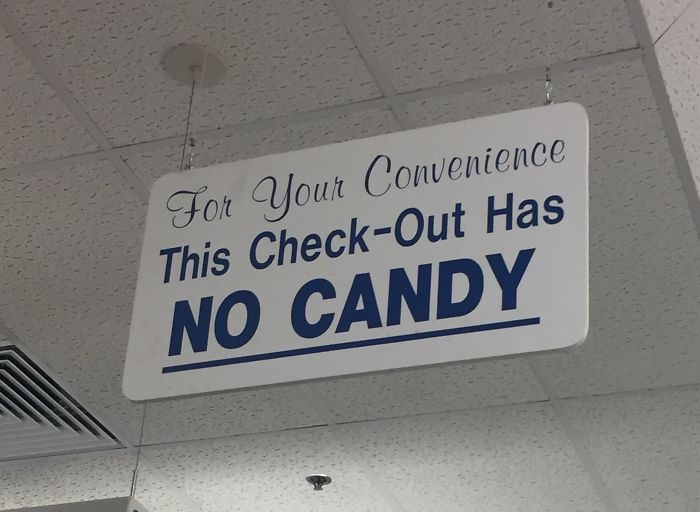 For Your Convenience
This Check-Out Has
NO CANDY